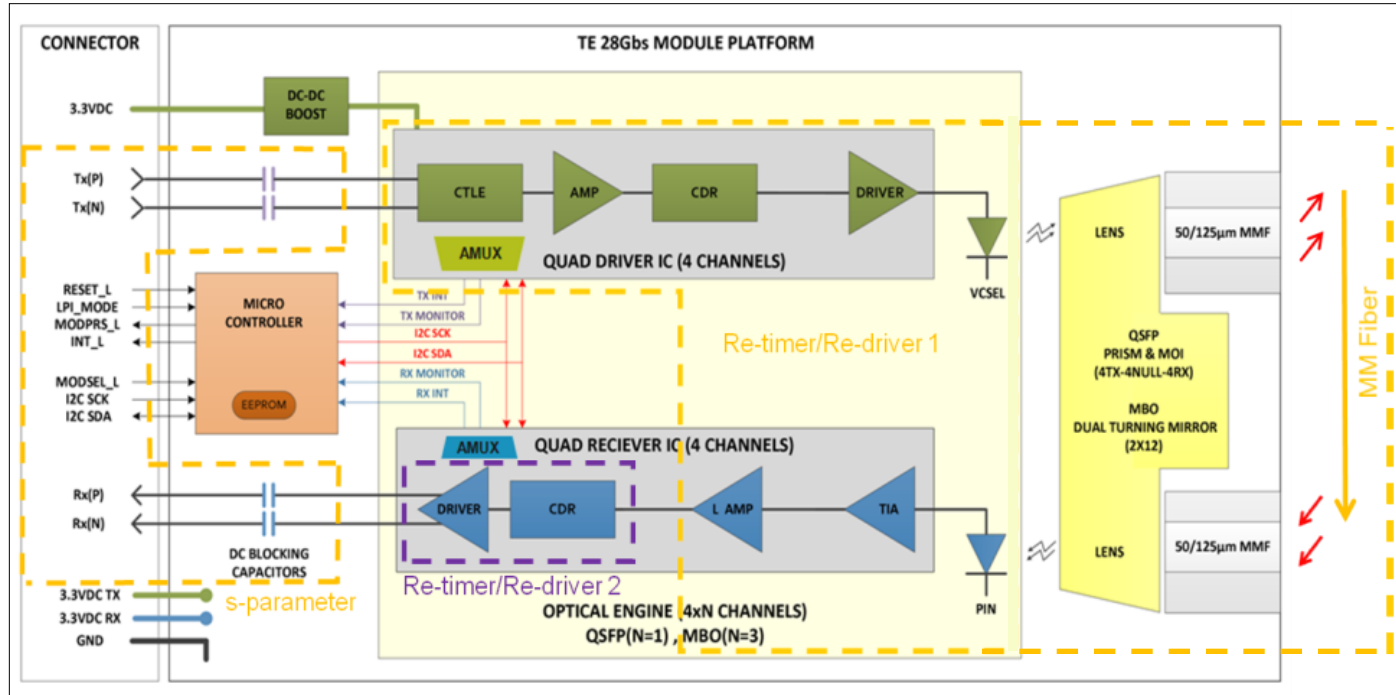 CONNECTOR
TE 28Gbs MODULE PLATFORM
3.3VDC
DC-DC
BOOST
Tx(P)
Tx(N)
CTLE
AMP
CDR
DRIVER
AMUX
QUAD DRIVER IC (4 CHANNELS)
VCSEL
LENS
50/125µm MMF
RESET_L
LPI_MODE
MODPRS_L
INT_L
MODSEL_L
I2C SCK
I2C SDA
MICRO
CONTROLLER
EEPROM
TX INT
TX MONITOR
I2C SCK
I2C SDA
RX MONITOR
RX INT
Re-timer/Re-driver 1
QSFP
PRISM & MOI
(4TX-4NULL-4RX)
MBO
DUAL TURNING MIRROR
(2X12)
MM Fiber
AMUX
QUAD RECIEVER IC (4 CHANNELS)
Rx(P)
Rx(N)
DRIVER
CDR
L AMP
TIA
PIN
LENS
50/125µm MMF
DC BLOCKING
CAPACITORS
Re-timer/Re-driver 2
s-parameter
3.3VDC TX
3.3VDC RX
GND
OPTICAL ENGINE (4xN CHANNELS)
QSFP(N=1) , MBO(N=3)